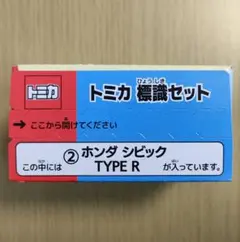 トミカ
トミカ 標識セット
ひょうしき
→ ここから開けてください
この中には ② ホンダ シビック
TYPE R が入っています。